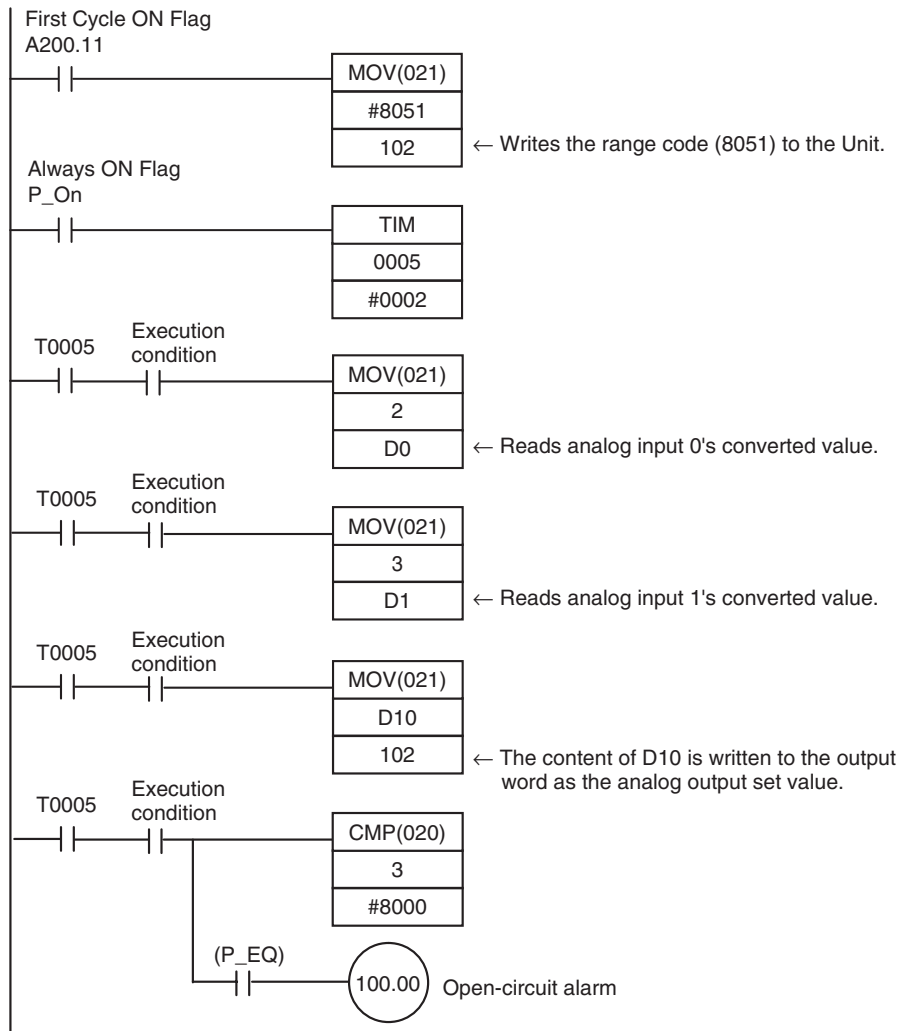 First Cycle ON Flag
A200.11
MOV(021)
#8051
102
← Writes the range code (8051) to the Unit.
Always ON Flag
P_On
TIM
0005
#0002
T0005
Execution
condition
MOV(021)
2
D0
← Reads analog input 0's converted value.
T0005
Execution
condition
MOV(021)
3
D1
← Reads analog input 1's converted value.
T0005
Execution
condition
MOV(021)
D10
102
← The content of D10 is written to the output
word as the analog output set value.
T0005
Execution
condition
CMP(020)
3
#8000
(P_EQ)
100.00
Open-circuit alarm